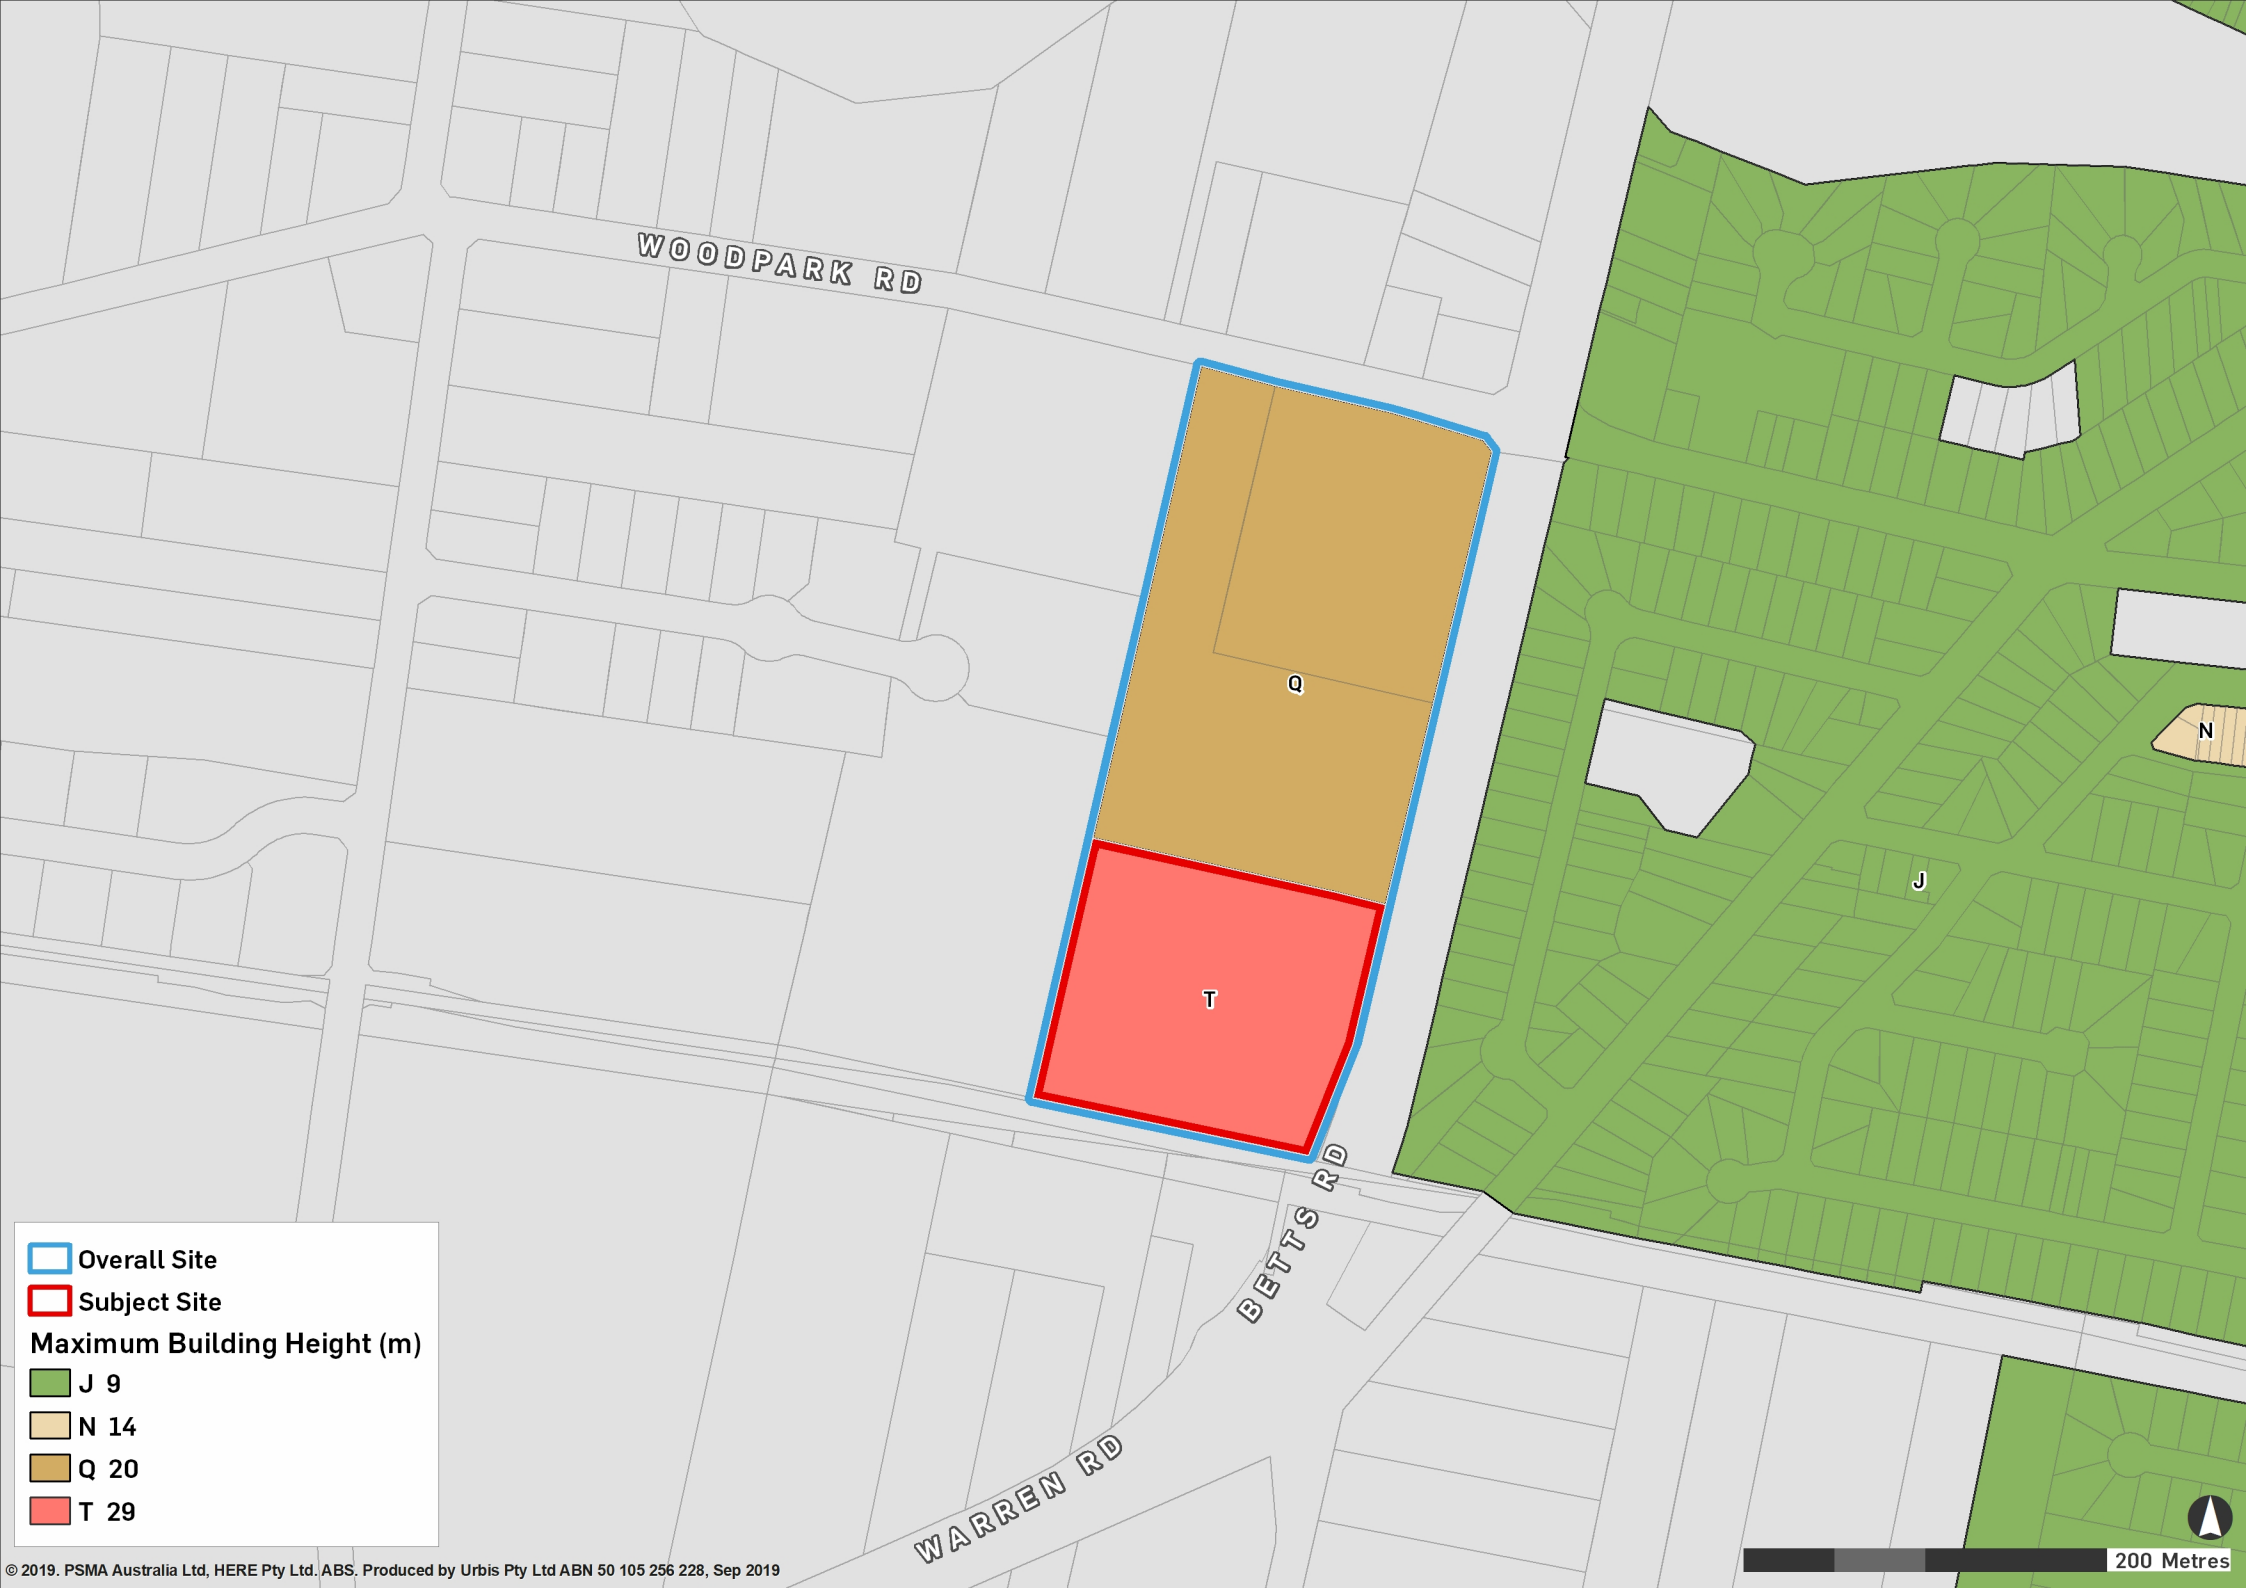 WOODPARK RD
Q
N
J
T
BETTS RD
WARREN RD
Overall Site
Subject Site
Maximum Building Height (m)
J 9
N 14
Q 20
T 29
200 Metres
© 2019. PSMA Australia Ltd, HERE Pty Ltd. ABS. Produced by Urbis Pty Ltd ABN 50 105 256 228, Sep 2019